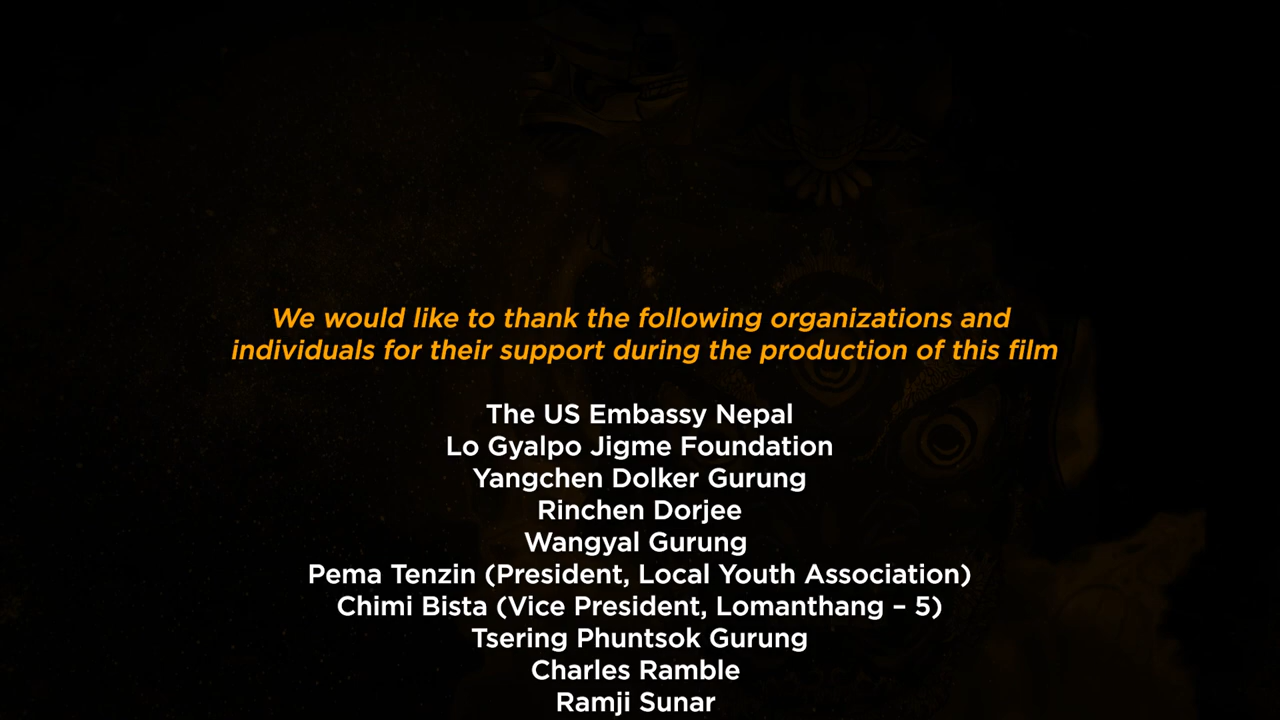 We would like to thank the following organizations and
individuals for their support during the production of this film
The US Embassy Nepal
Lo Gyalpo Jigme Foundation
Yangchen Dolker Gurung
Rinchen Dorjee
Wangyal Gurung
Pema Tenzin (President, Local Youth Association)
Chimi Bista (Vice President, Lomanthang – 5)
Tsering Phuntsok Gurung
Charles Ramble
Ramji Sunar